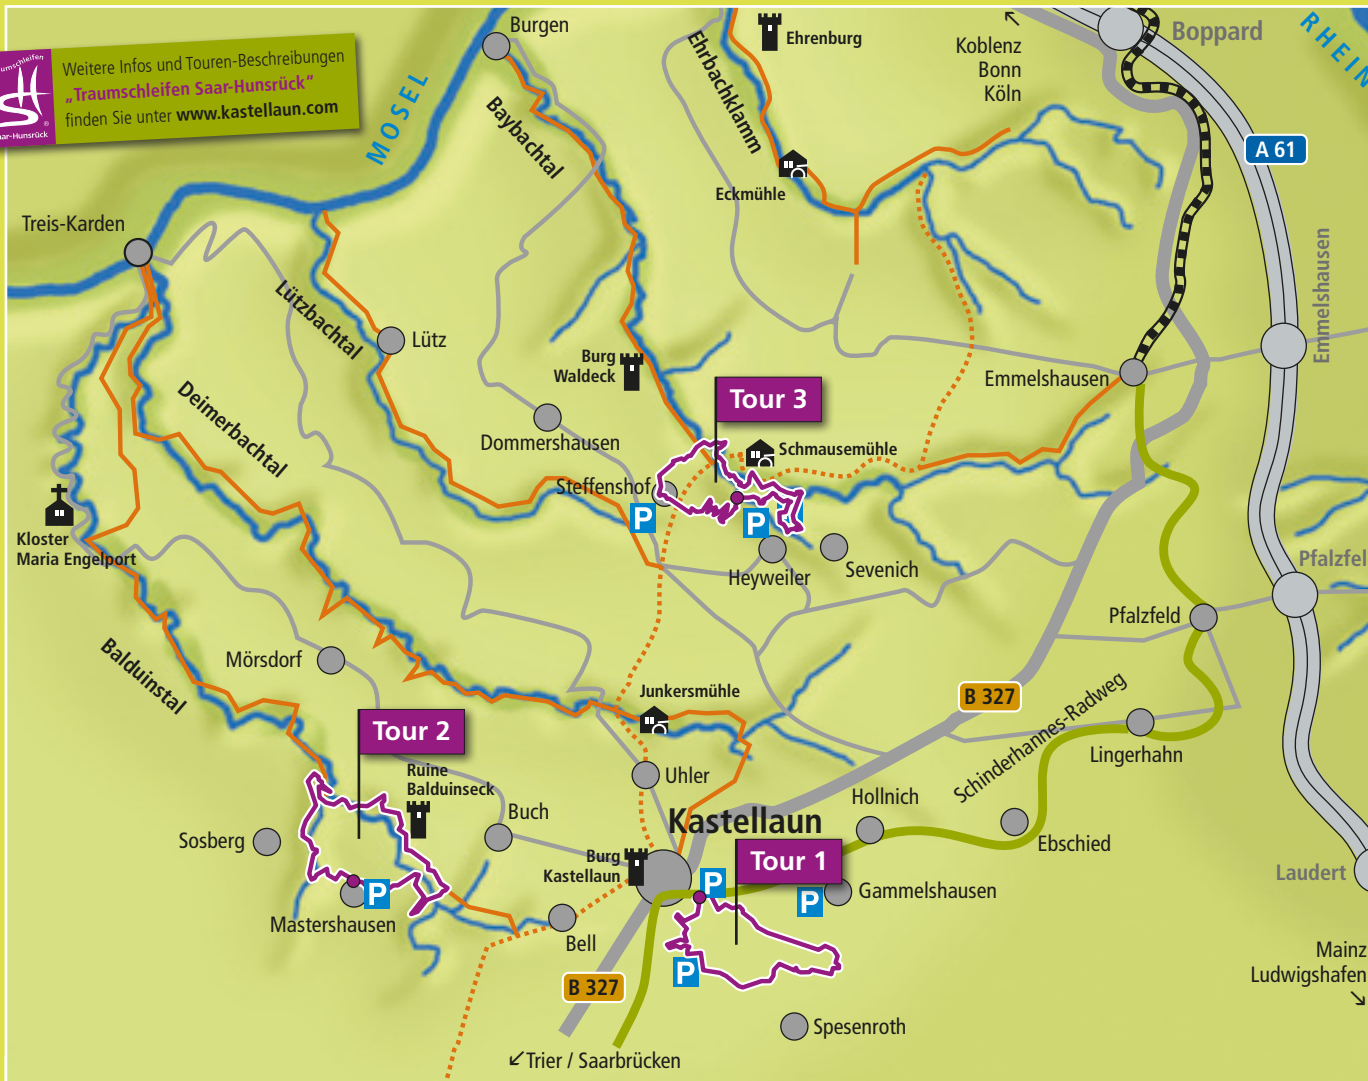 Burgen
Ehrenburg
Koblenz
Bonn
Köln
Boppard
RHEIN
Traumschleifen
Saar-Hunsrück
Weitere Infos und Touren-Beschreibungen
„Traumschleifen Saar-Hunsrück“
finden Sie unter www.kastellaun.com
MOSEL
Baybachtal
Ehrbachklamm
A 61
Eckmühle
Treis-Karden
Emmelshausen
Lützbachtal
Lütz
Burg
Waldeck
Emmelshausen
Deimerbachtal
Tour 3
Dommershausen
Schmausemühle
Steffenshof
P
P
Kloster
Maria Engelport
Heyweiler
Sevenich
Pfalzfel
Pfalzfeld
Balduinstal
Mörsdorf
Junkersmühle
B 327
Schinderhannes-Radweg
Lingerhahn
Tour 2
Ruine
Balduinseck
Uhler
Buch
Hollnich
Kastellaun
Sosberg
Ebschied
Burg
Kastellaun
Tour 1
Laudert
P
P
P
Gammelshausen
Mastershausen
Bell
Mainz
Ludwigshafen
P
B 327
Spesenroth
Trier / Saarbrücken